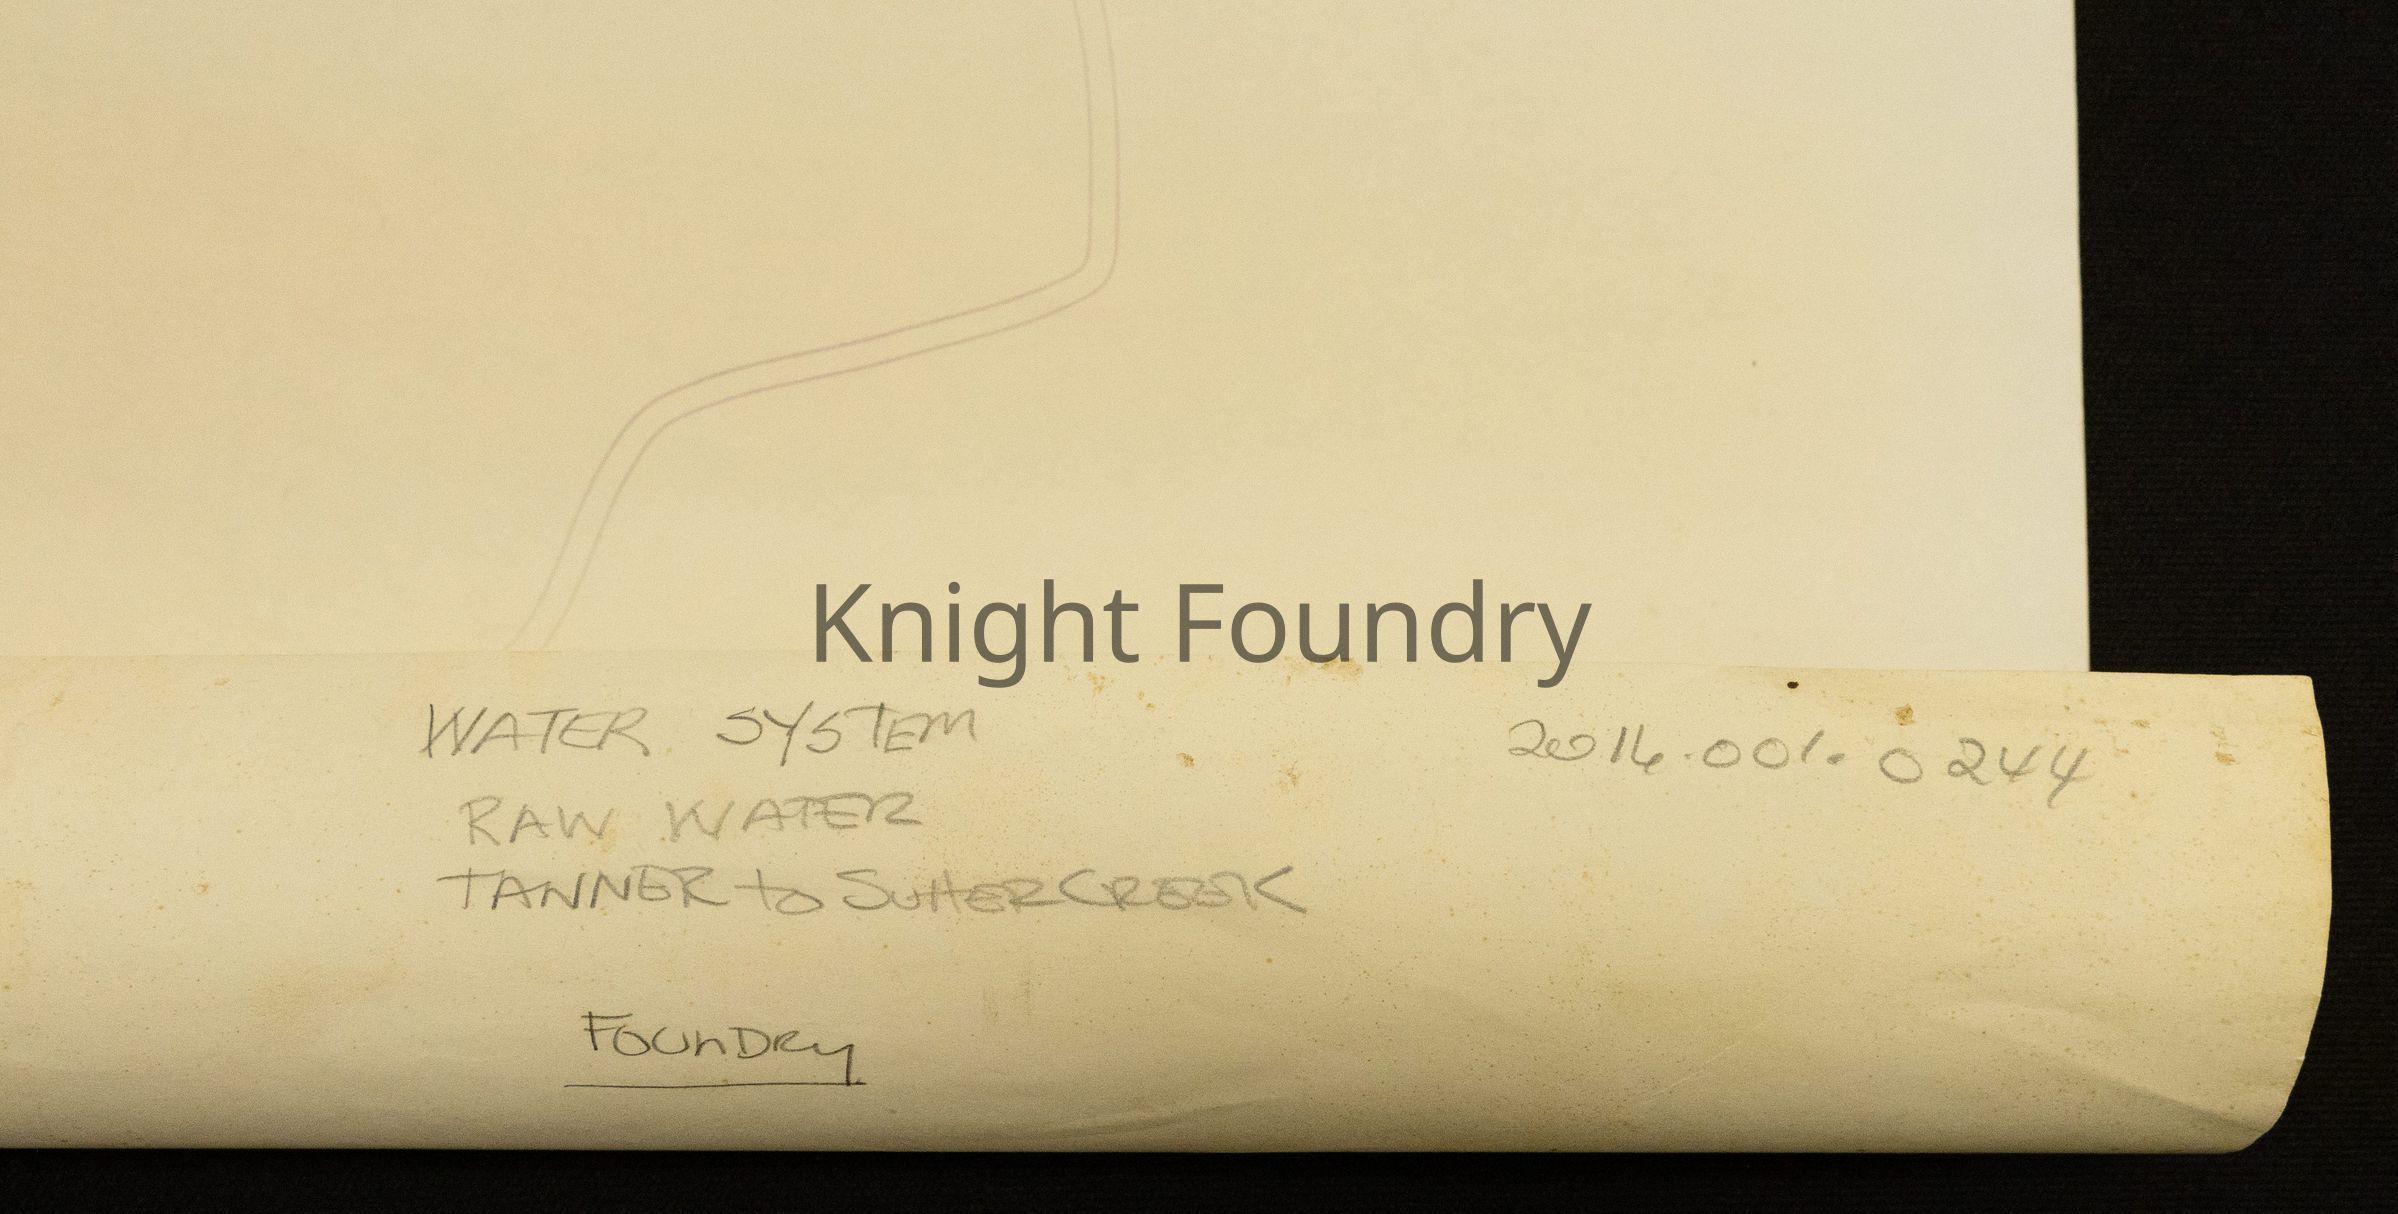 Knight Foundry
WATER SYSTEM
2016.001.0244
RAW WATER
TANNER to SUTTER CREEK
FOUNDRY